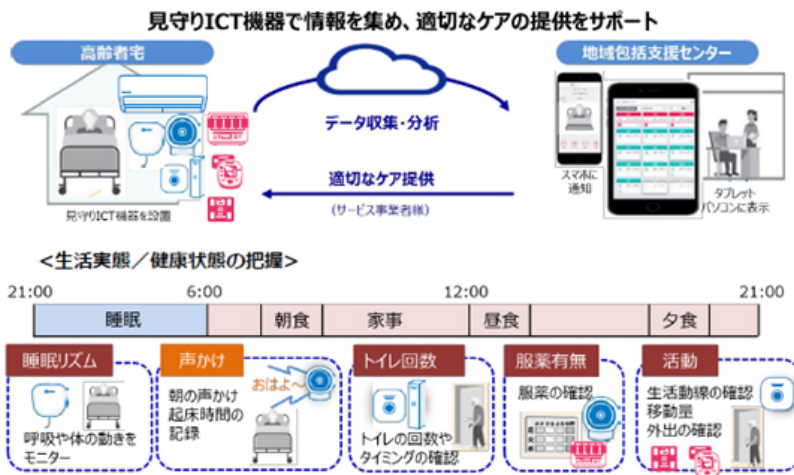 見守りICT機器で情報を集め、適切なケアの提供をサポート
高齢者宅
地域包括支援センター
データ収集・分析
適切なケア提供
(サービス事業者様)
見守りICT機器を設置
スマホに
通知
タブレット
パソコンに表示
<生活実態／健康状態の把握>
21:00
6:00
12:00
21:00
睡眠
朝食
家事
昼食
夕食
睡眠リズム
呼吸や体の動きを
モニター
声かけ
おはよ～
朝の声かけ
起床時間の
記録
トイレ回数
トイレの回数や
タイミングの確認
服薬有無
服薬の確認
活動
生活動線の確認
移動量
外出の確認